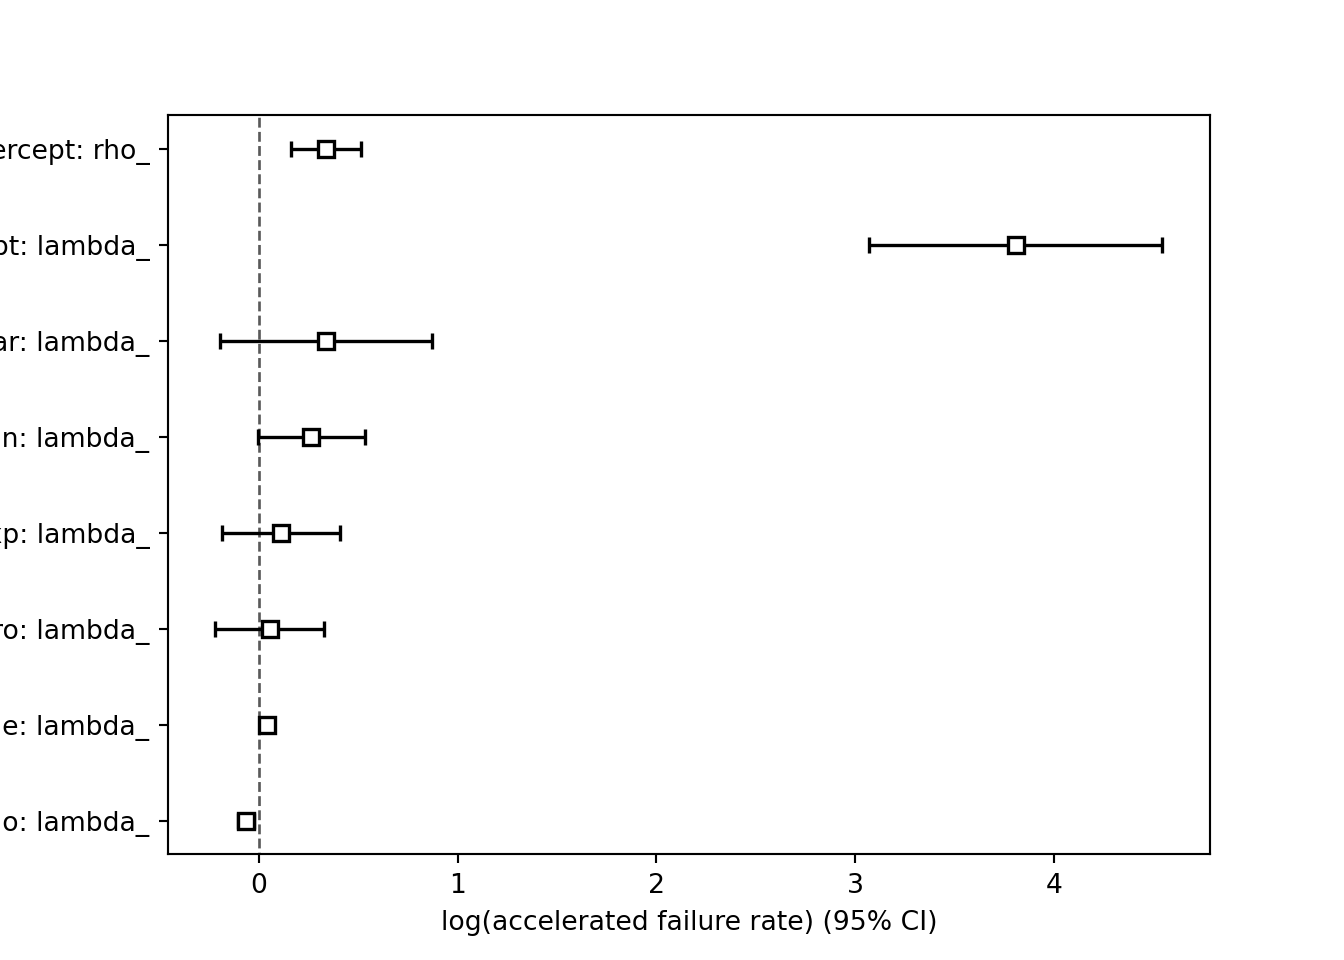 ercept: rho_
pt: lambda_
ar: lambda_
n: lambda_
xp: lambda_
ro: lambda_
e: lambda_
o: lambda_
0 1 2 3 4
log(accelerated failure rate) (95% CI)